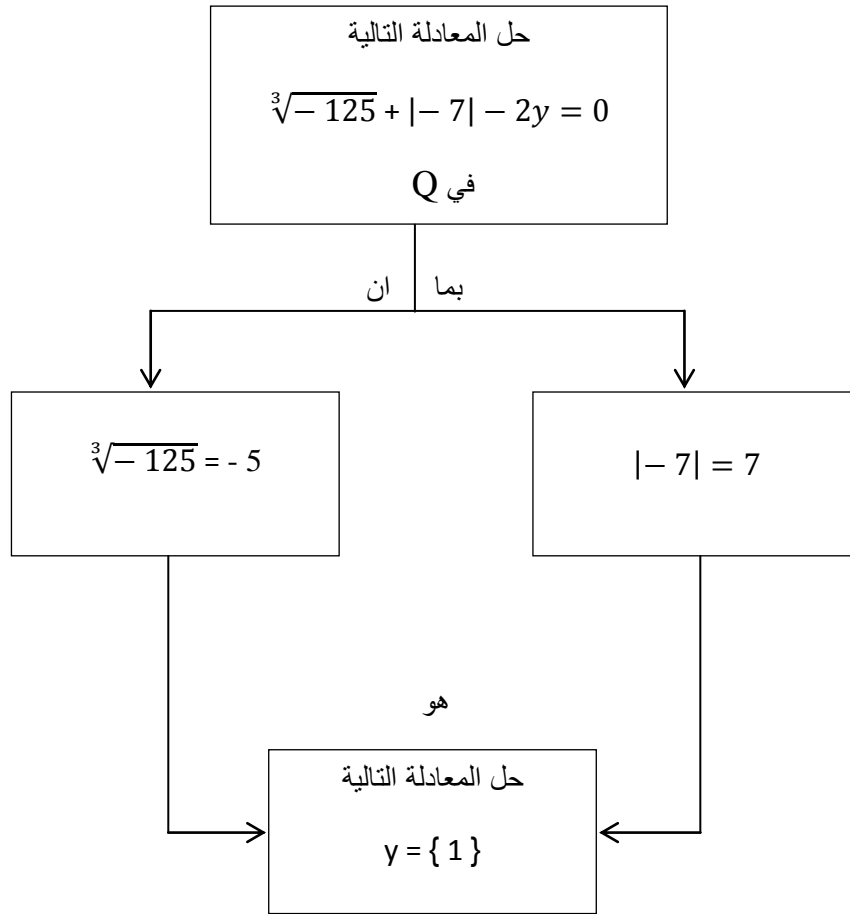 حل المعادلة التالية
∛− 125 + |− 7| − 2y = 0
في Q
بما ان
|− 7| = 7
∛− 125 = - 5
هو
حل المعادلة التالية
y = { 1 }